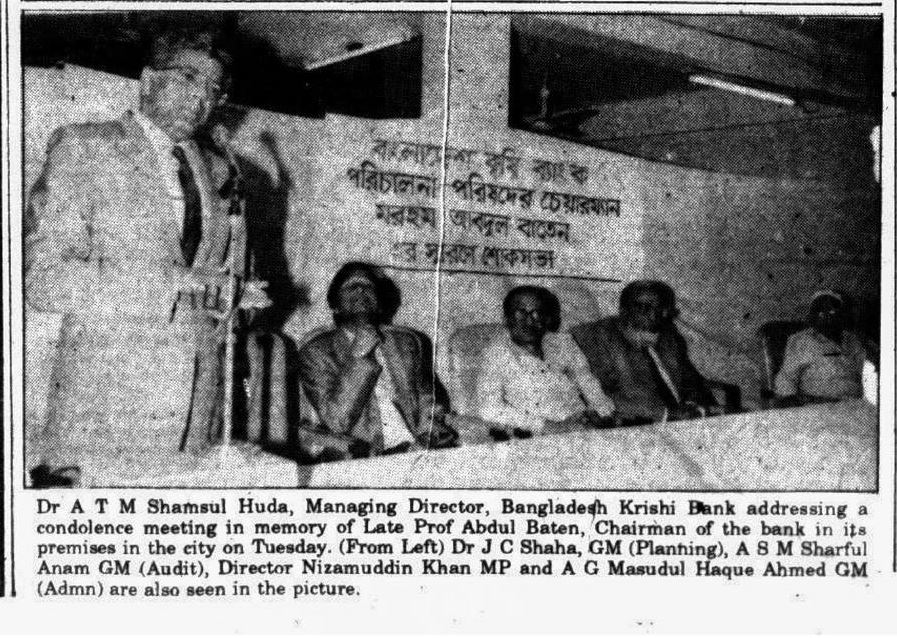 বাংলাদেশ কৃষি ব্যাংক
পরিচালনা পরিষদের চেয়ারম্যান
মরহুম আবদুল বাতেন
এর স্মরণে শোকসভা
Dr A T M Shamsul Huda, Managing Director, Bangladesh Krishi Bank addressing a
condolence meeting in memory of Late Prof Abdul Baten, Chairman of the bank in its
premises in the city on Tuesday. (From Left) Dr J C Shaha, GM (Planning), A S M Sharful
Anam GM (Audit), Director Nizamuddin Khan MP and A G Masudul Haque Ahmed GM
(Admn) are also seen in the picture.